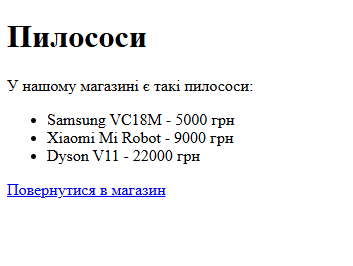 Пилососи
У нашому магазині є такі пилососи:
Samsung VC18M - 5000 грн
Xiaomi Mi Robot - 9000 грн
Dyson V11 - 22000 грн
Повернутися в магазин